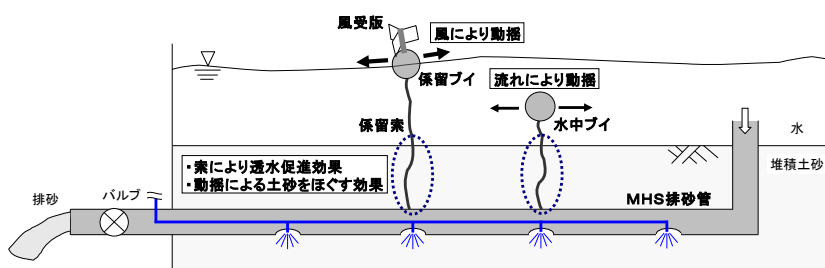 風受版
風により動揺
係留ブイ
流れにより動揺
係留索
水中ブイ
水
・索により透水促進効果
・動揺による土砂をほぐす効果
堆積土砂
排砂
バルブ
MHS排砂管